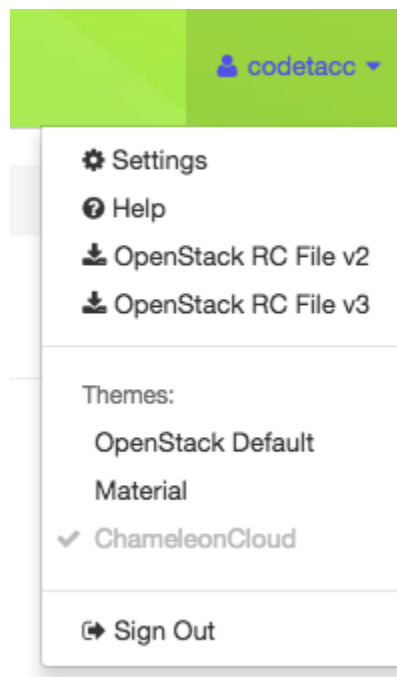 codetacc
Settings
Help
OpenStack RC File v2
OpenStack RC File v3
Themes:
OpenStack Default
Material
ChameleonCloud
Sign Out